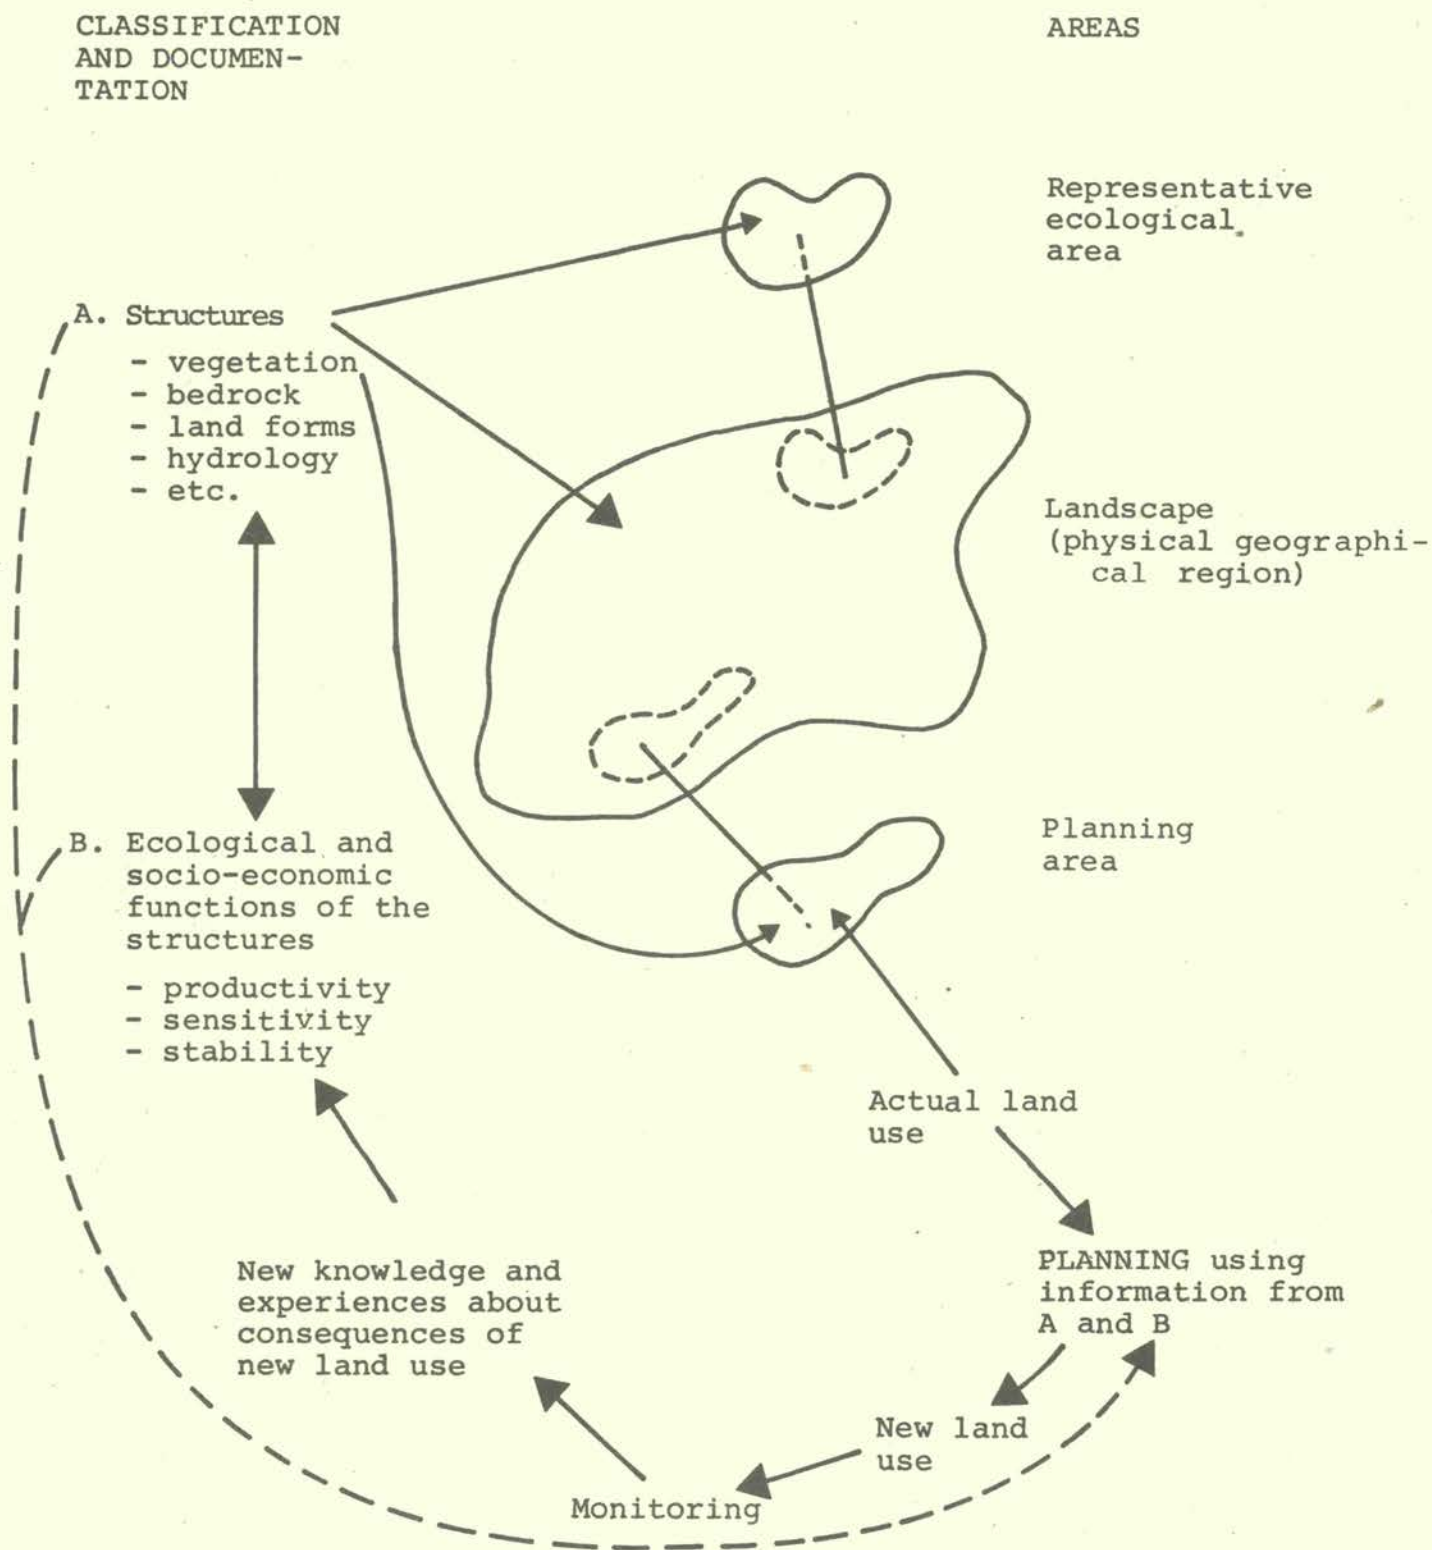 CLASSIFICATION
AND DOCUMEN-
TATION
AREAS
Representative
ecological
area
A. Structures
- vegetation
- bedrock
- land forms
- hydrology
- etc.
Landscape
(physical geographi-
cal region)
B. Ecological and
socio-economic
functions of the
structures
- productivity
- sensitivity
- stability
Planning
area
Actual land
use
PLANNING using
information from
A and B
New knowledge and
experiences about
consequences of
new land use
New land
use
Monitoring